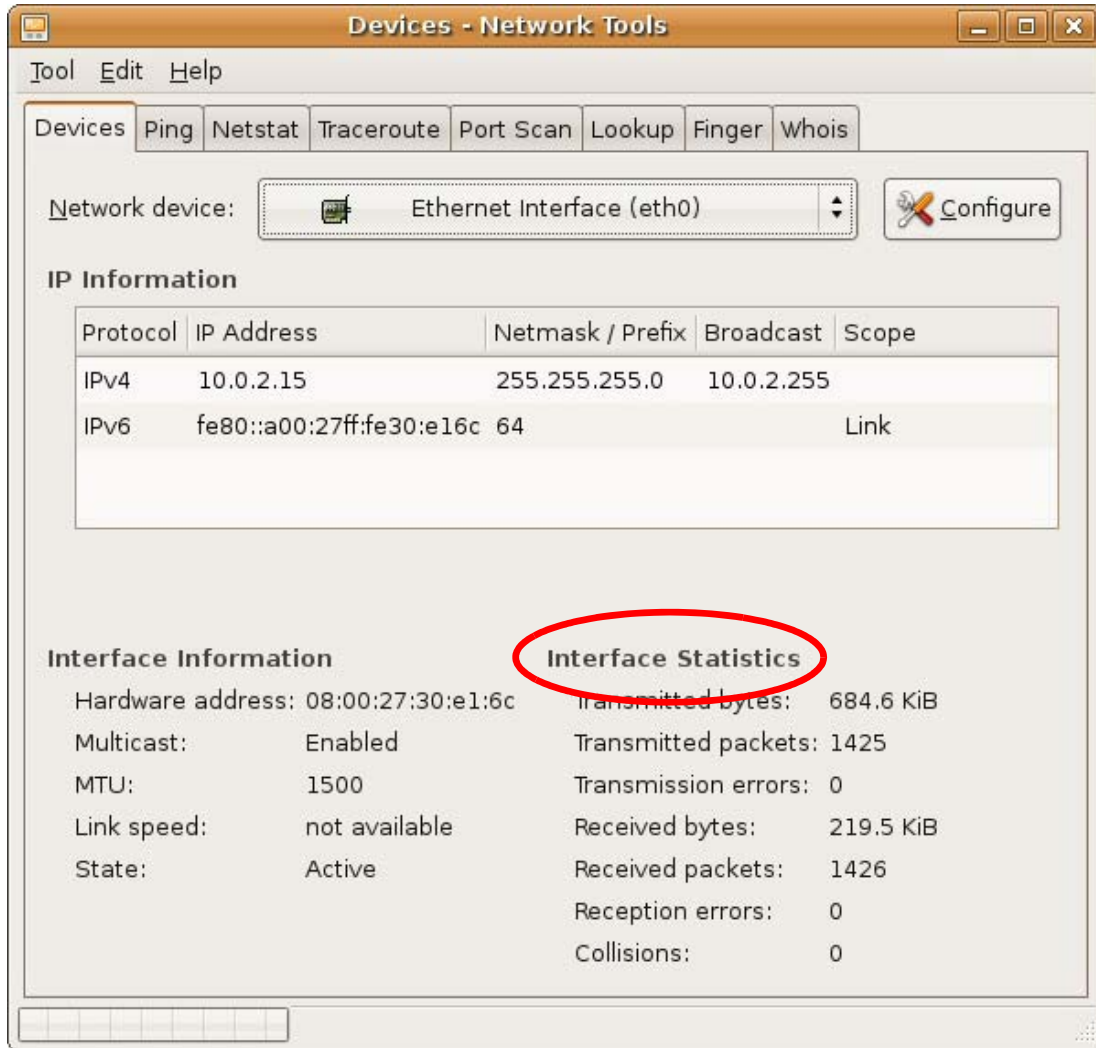 Devices - Network Tools
Tool Edit Help
Devices Ping Netstat Traceroute Port Scan Lookup Finger Whois
Network device: Ethernet Interface (eth0) Configure
IP Information
Protocol IP Address Netmask / Prefix Broadcast Scope
IPv4 10.0.2.15 255.255.255.0 10.0.2.255
IPv6 fe80::a00:27ff:fe30:e16c 64 Link
Interface Information
Hardware address: 08:00:27:30:e1:6c
Multicast: Enabled
MTU: 1500
Link speed: not available
State: Active
Interface Statistics
Transmitted bytes: 684.6 KiB
Transmitted packets: 1425
Transmission errors: 0
Received bytes: 219.5 KiB
Received packets: 1426
Reception errors: 0
Collisions: 0